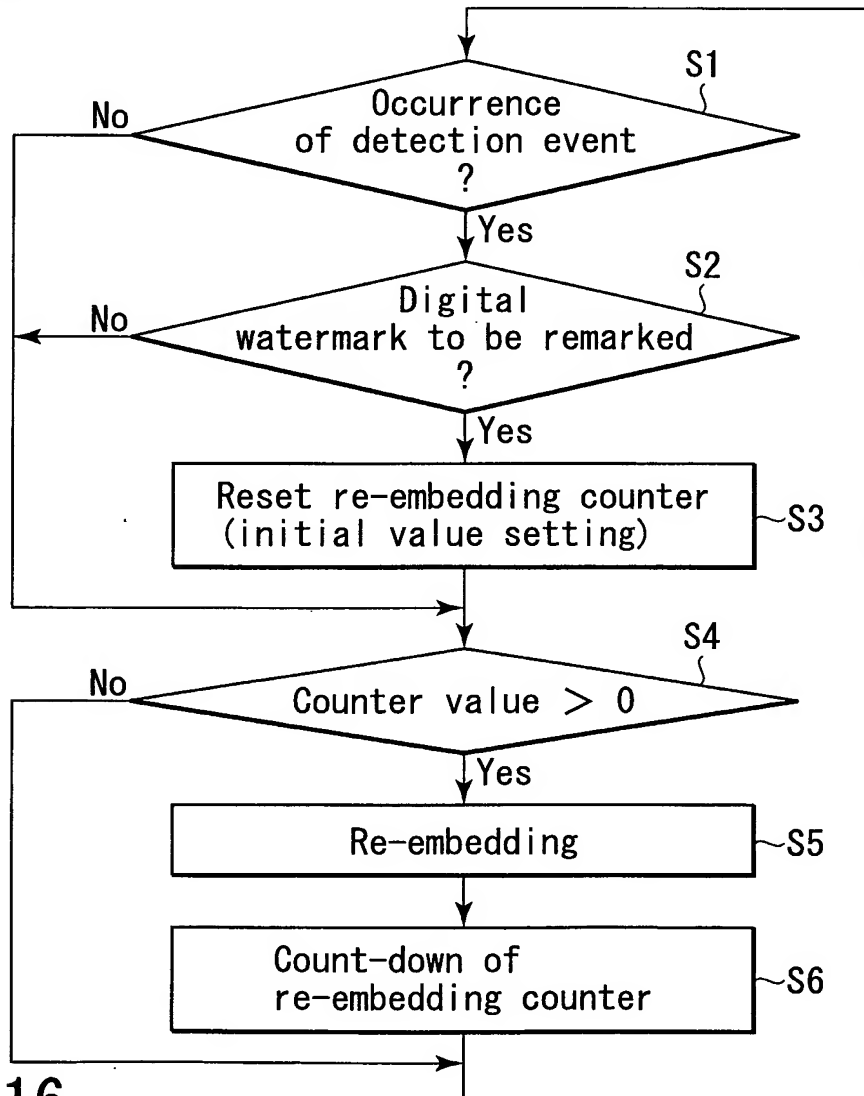 S1
Occurrence
of detection event
?
No
Yes
S2
Digital
watermark to be remarked
?
No
Yes
Reset re-embedding counter
(initial value setting)
S3
S4
Counter value > 0
No
Yes
Re-embedding
S5
Count-down of
re-embedding counter
S6
16